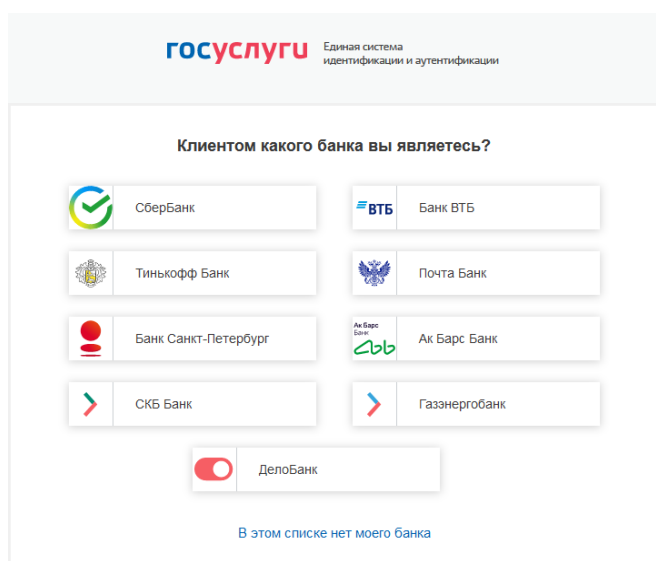 госуслуги
Единая система
идентификации и аутентификации
Клиентом какого банка вы являетесь?
СберБанк
ВТБ
Банк ВТБ
Тинькофф Банк
Почта Банк
Банк Санкт-Петербург
Ак Барс
Банк
Ак Барс Банк
СКБ Банк
Газэнергобанк
ДелоБанк
В этом списке нет моего банка